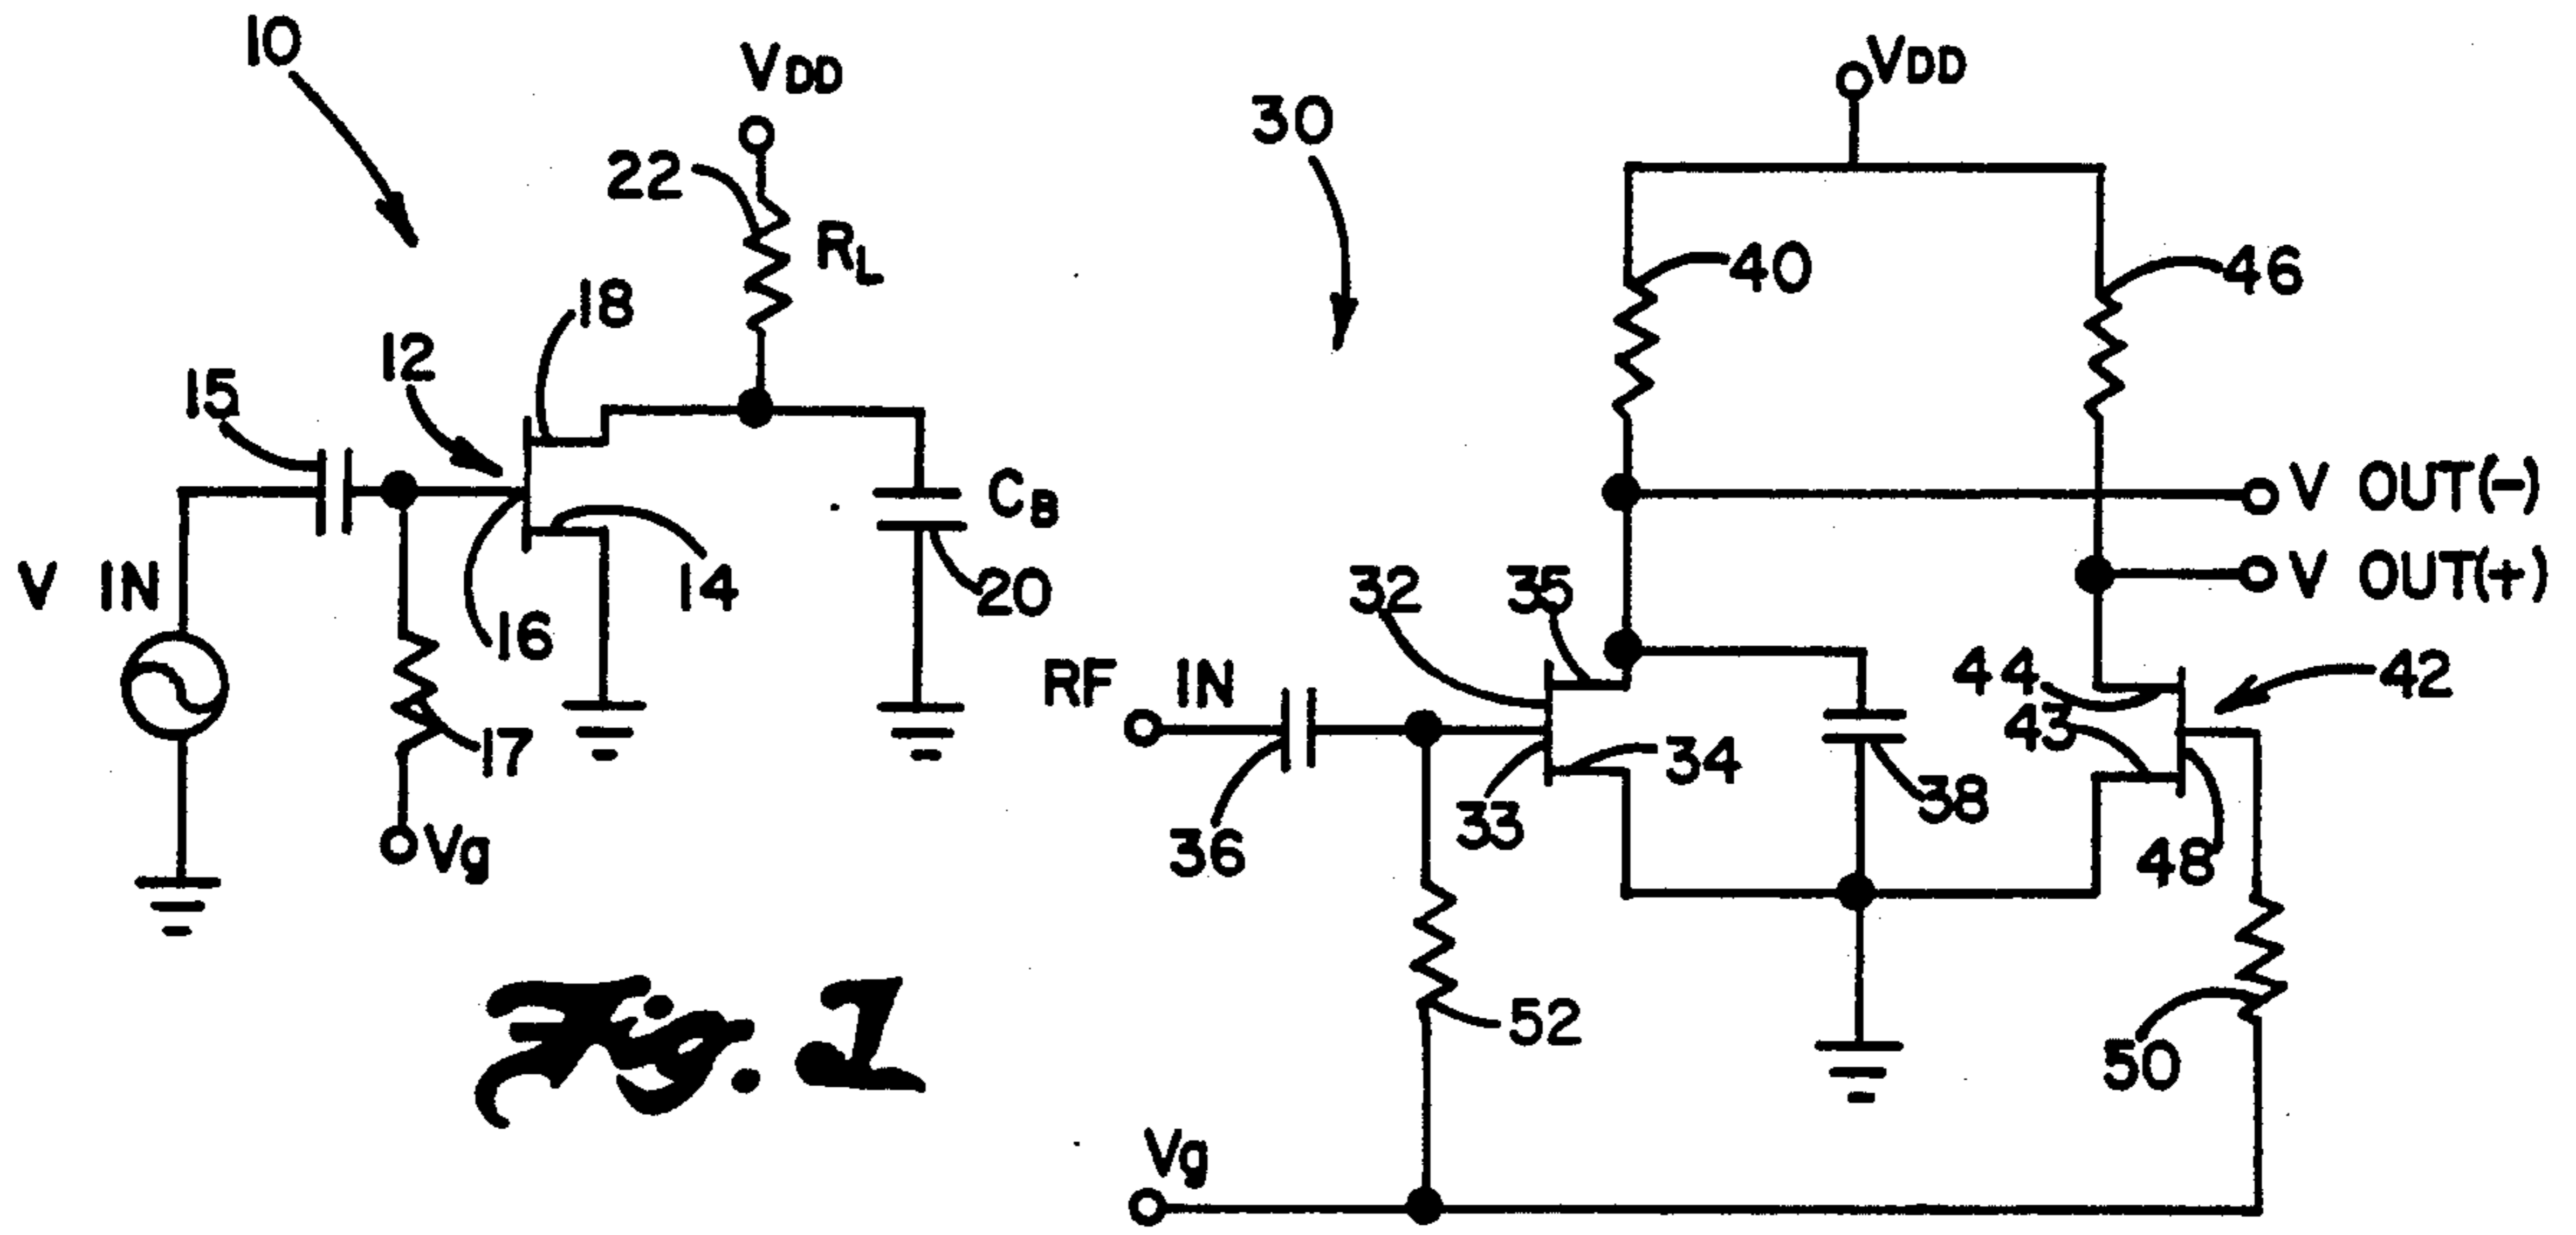 10
VDD
22
RL
18
12
15
CB
V IN
14
20
16
17
Vg
Fig. 1
VDD
30
40
46
V OUT(-)
V OUT(+)
32
35
RF IN
44
42
43
34
33
38
36
48
52
50
Vg